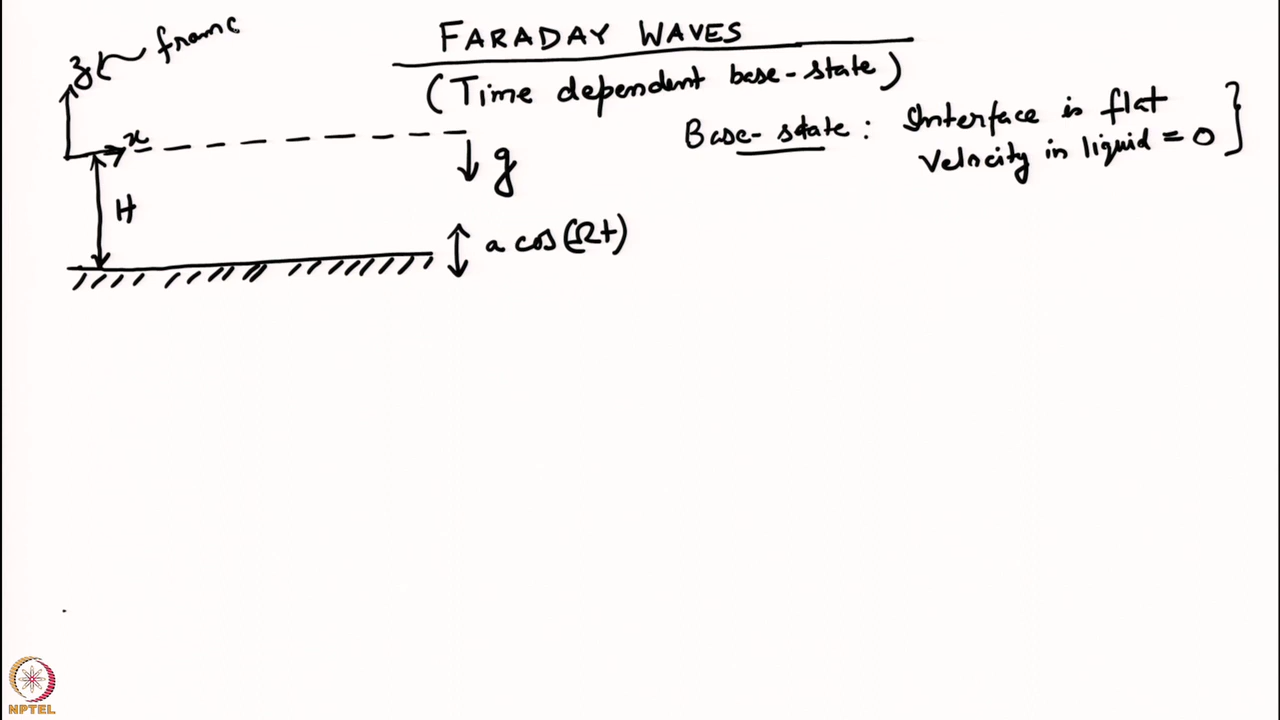 FARADAY WAVES
(Time dependent base-state)
z
frame
x
H
g
a cos(Ωt)
Base-state : Interface is flat
Velocity in liquid = 0
NPTEL